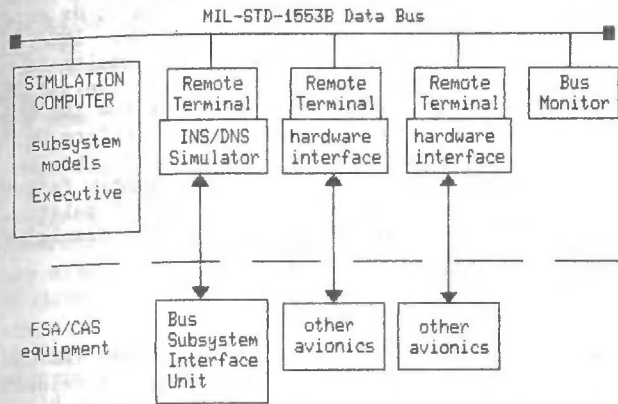 MIL-STD-1553B Data Bus
SIMULATION
COMPUTER
subsystem
models
Executive
Remote
Terminal
INS/DNS
Simulator
Remote
Terminal
hardware
interface
Remote
Terminal
hardware
interface
Bus
Monitor
FSA/CAS
equipment
Bus
Subsystem
Interface
Unit
other
avionics
other
avionics